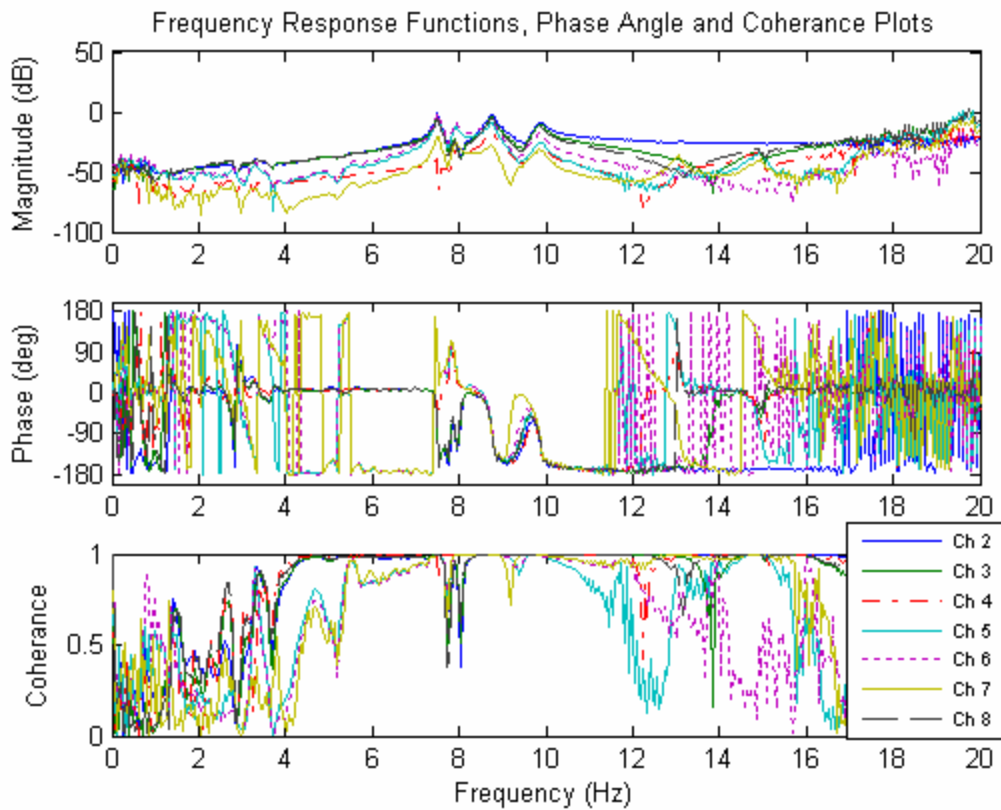 Frequency Response Functions, Phase Angle and Coherance Plots
Magnitude (dB)
50
0
-50
-100
0 2 4 6 8 10 12 14 16 18 20
Phase (deg)
180
90
0
-90
-180
0 2 4 6 8 10 12 14 16 18 20
Coherance
1
0.5
0
0 2 4 6 8 10 12 14 16 18 20
Frequency (Hz)
Ch 2
Ch 3
Ch 4
Ch 5
Ch 6
Ch 7
Ch 8